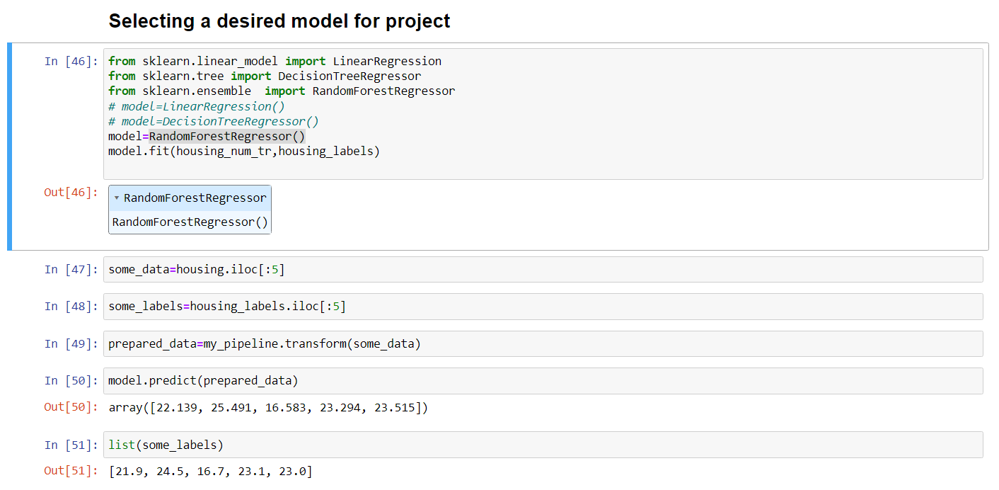 Selecting a desired model for project
In [46]:
from sklearn.linear_model import LinearRegression
from sklearn.tree import DecisionTreeRegressor
from sklearn.ensemble  import RandomForestRegressor
# model=LinearRegression()
# model=DecisionTreeRegressor()
model=RandomForestRegressor()
model.fit(housing_num_tr,housing_labels)
Out[46]:
▾ RandomForestRegressor
RandomForestRegressor()
In [47]: some_data=housing.iloc[:5]
In [48]: some_labels=housing_labels.iloc[:5]
In [49]: prepared_data=my_pipeline.transform(some_data)
In [50]: model.predict(prepared_data)
Out[50]: array([22.139, 25.491, 16.583, 23.294, 23.515])
In [51]: list(some_labels)
Out[51]: [21.9, 24.5, 16.7, 23.1, 23.0]